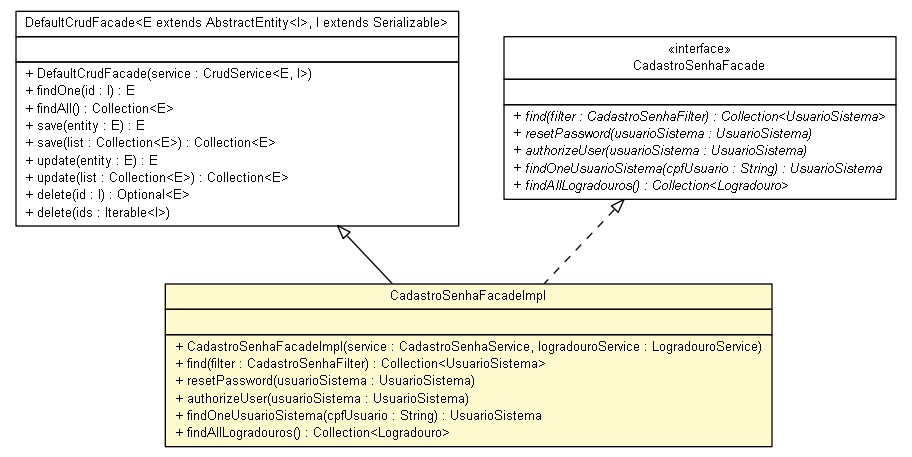 DefaultCrudFacade<E extends AbstractEntity<I>, I extends Serializable>
+ DefaultCrudFacade(service : CrudService<E, I>)
+ findOne(id : I) : E
+ findAll() : Collection<E>
+ save(entity : E) : E
+ save(list : Collection<E>) : Collection<E>
+ update(entity : E) : E
+ update(list : Collection<E>) : Collection<E>
+ delete(id : I) : Optional<E>
+ delete(ids : Iterable<I>)
«interface»
CadastroSenhaFacade
+ find(filter : CadastroSenhaFilter) : Collection<UsuarioSistema>
+ resetPassword(usuarioSistema : UsuarioSistema)
+ authorizeUser(usuarioSistema : UsuarioSistema)
+ findOneUsuarioSistema(cpfUsuario : String) : UsuarioSistema
+ findAllLogradouros() : Collection<Logradouro>
CadastroSenhaFacadeImpl
+ CadastroSenhaFacadeImpl(service : CadastroSenhaService, logradouroService : LogradouroService)
+ find(filter : CadastroSenhaFilter) : Collection<UsuarioSistema>
+ resetPassword(usuarioSistema : UsuarioSistema)
+ authorizeUser(usuarioSistema : UsuarioSistema)
+ findOneUsuarioSistema(cpfUsuario : String) : UsuarioSistema
+ findAllLogradouros() : Collection<Logradouro>